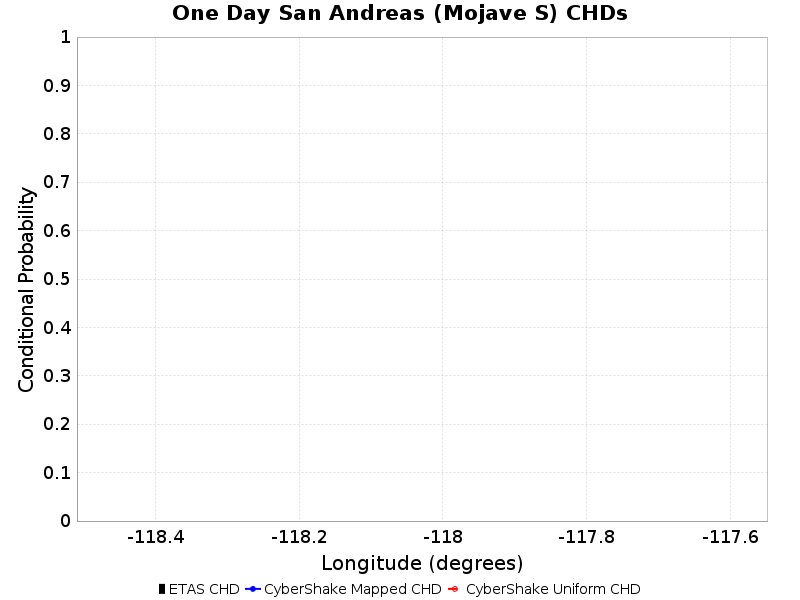 One Day San Andreas (Mojave S) CHDs
Conditional Probability
1
0.9
0.8
0.7
0.6
0.5
0.4
0.3
0.2
0.1
0
-118.4 -118.2 -118 -117.8 -117.6
Longitude (degrees)
ETAS CHD CyberShake Mapped CHD CyberShake Uniform CHD